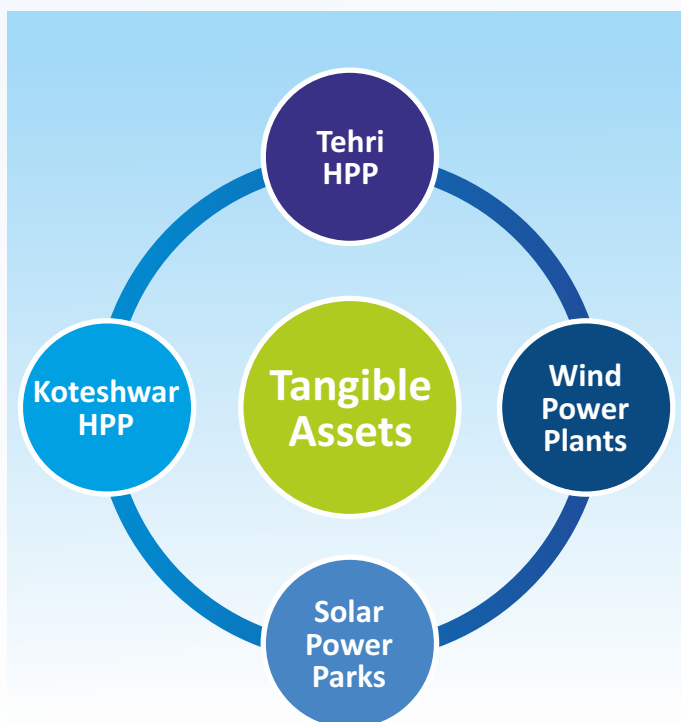 Tehri
HPP
Koteshwar
HPP
Tangible
Assets
Wind
Power
Plants
Solar
Power
Parks